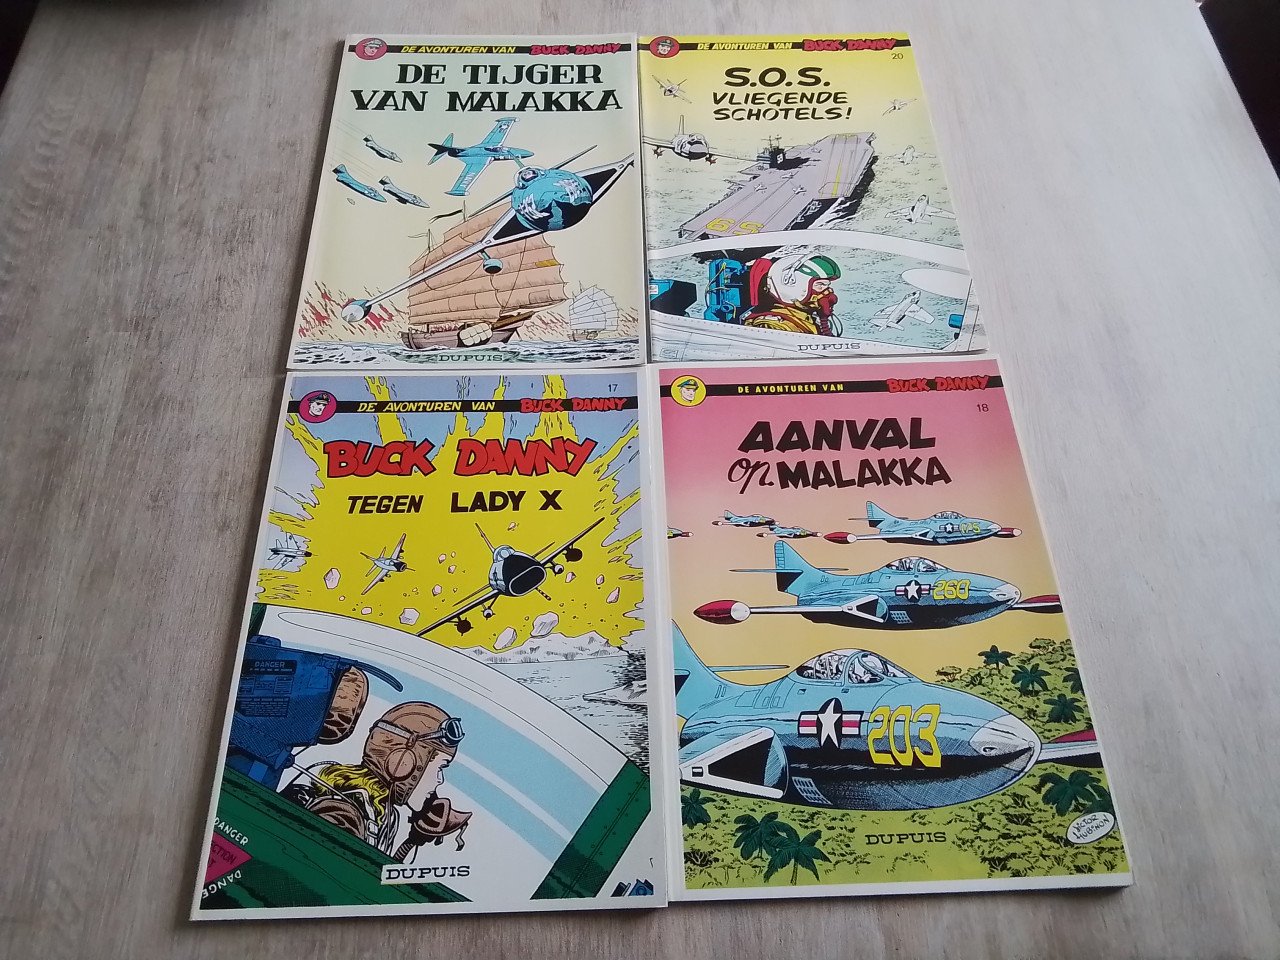 DE AVONTUREN VAN BUCK DANNY
DE TIJGER
VAN MALAKKA
DUPUIS
DE AVONTUREN VAN BUCK DANNY
20
S.O.S.
VLIEGENDE
SCHOTELS!
69
DUPUIS
17
DE AVONTUREN VAN BUCK DANNY
BUCK DANNY
TEGEN LADY X
DANGER
DANGER
DANGE
DUPUIS
DE AVONTUREN VAN BUCK DANNY
18
AANVAL
op MALAKKA
260
203
VICTOR
HUBINON
DUPUIS